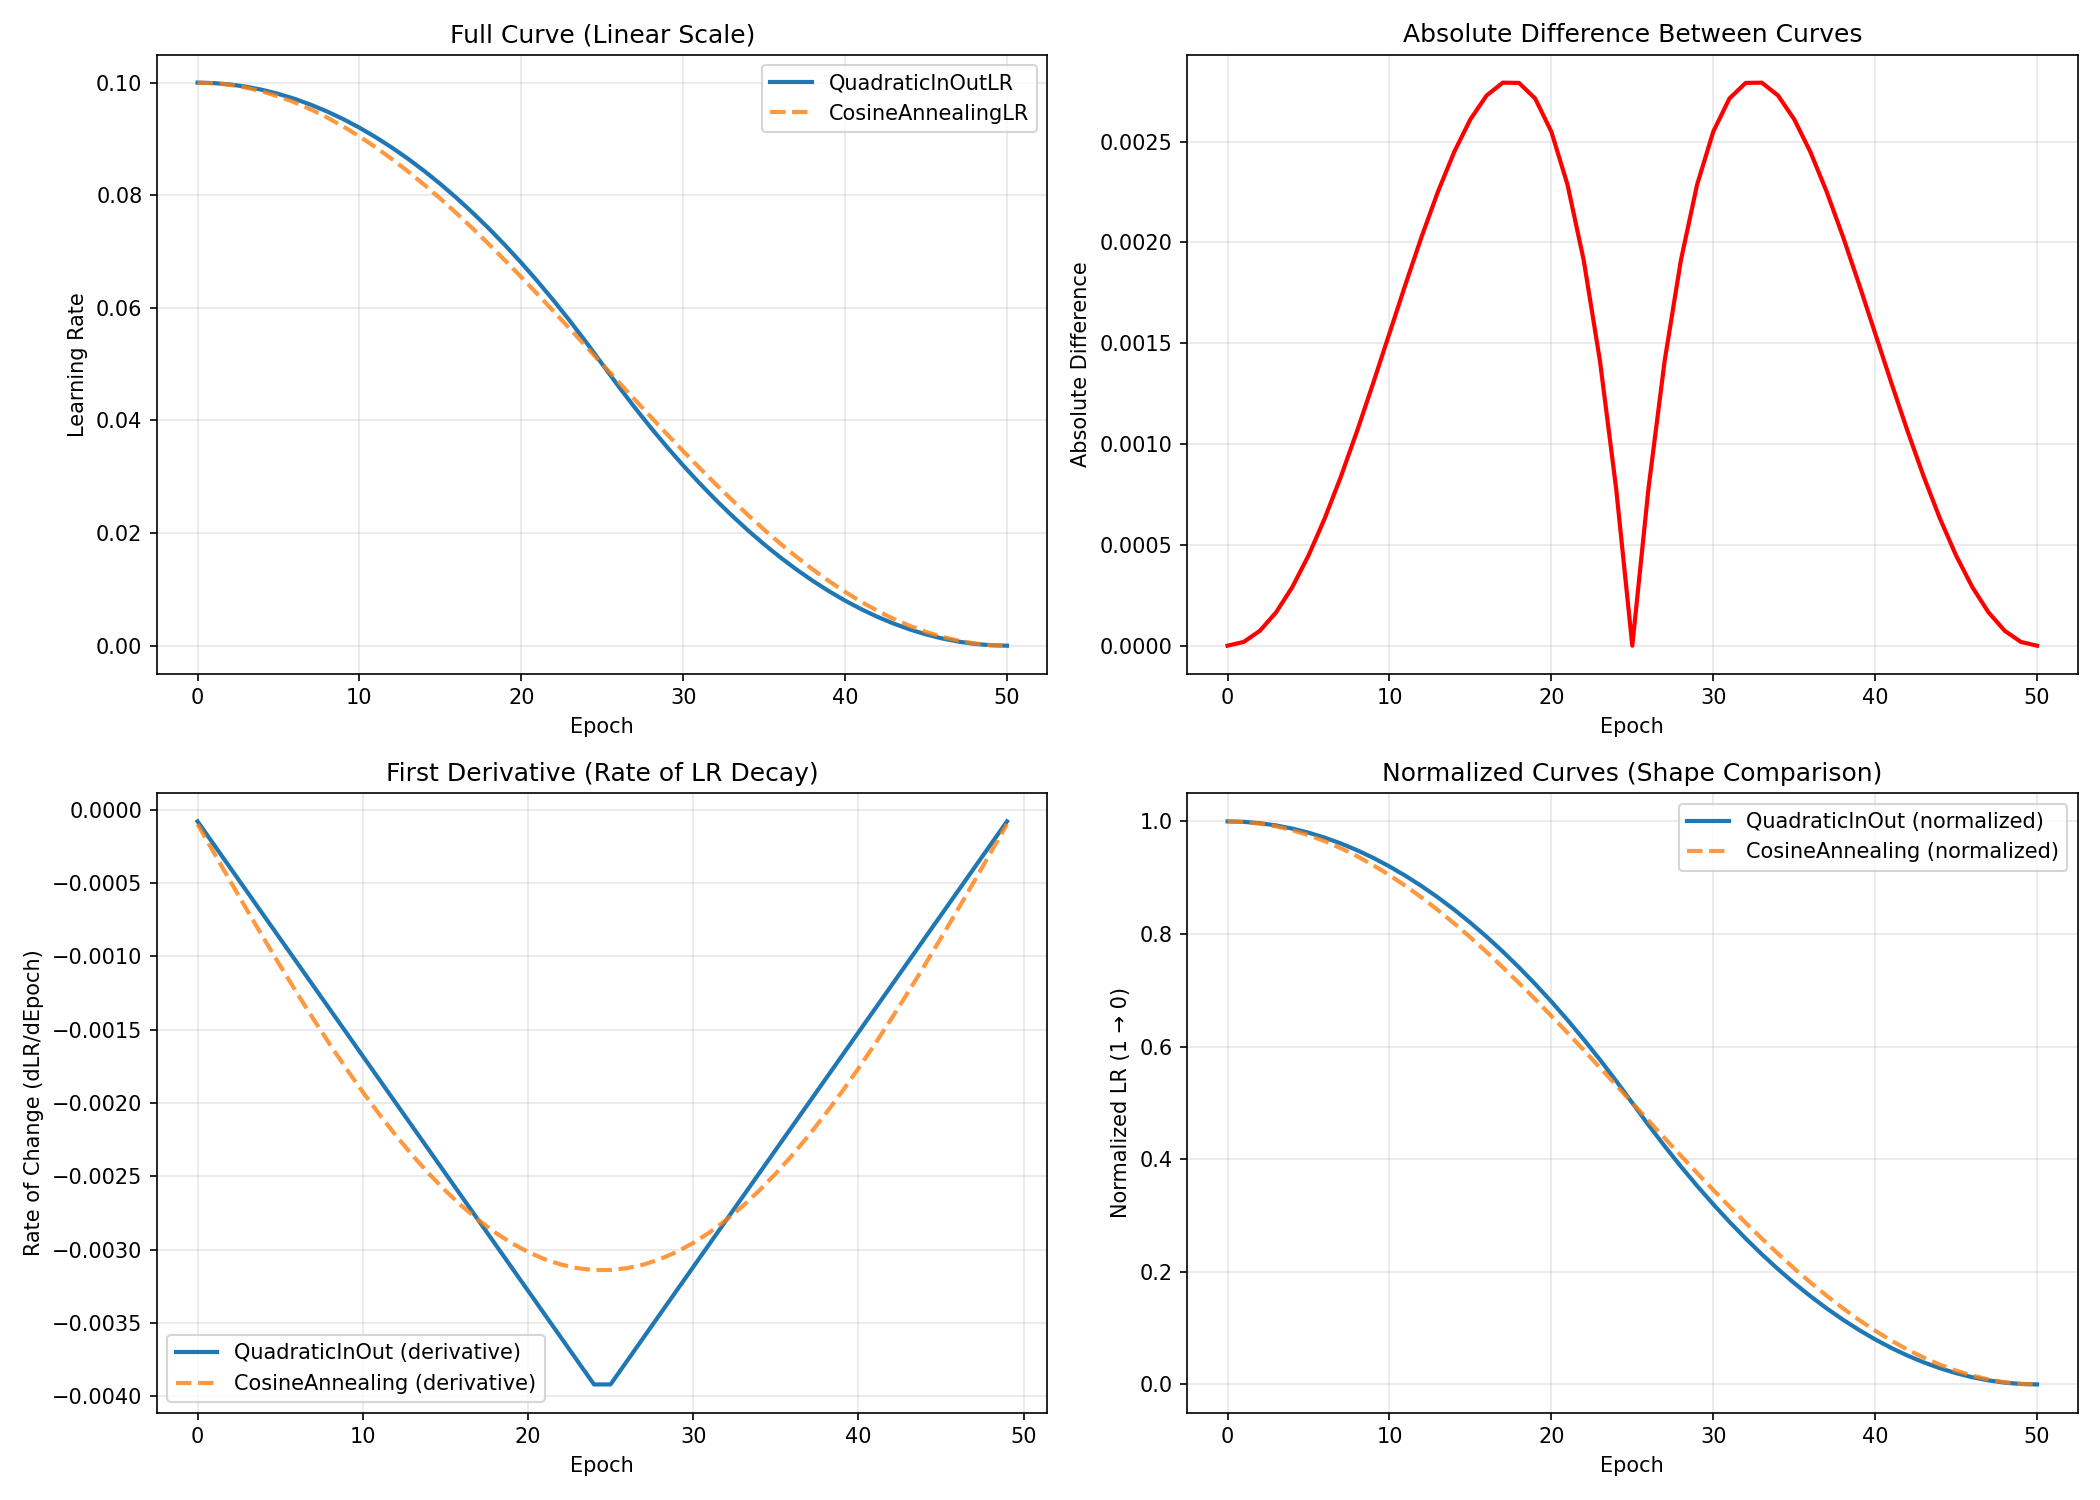 Full Curve (Linear Scale)
QuadraticInOutLR
CosineAnnealingLR
Learning Rate
0.10
0.08
0.06
0.04
0.02
0.00
0 10 20 30 40 50
Epoch
Absolute Difference Between Curves
Absolute Difference
0.0025
0.0020
0.0015
0.0010
0.0005
0.0000
0 10 20 30 40 50
Epoch
First Derivative (Rate of LR Decay)
Rate of Change (dLR/dEpoch)
0.0000
−0.0005
−0.0010
−0.0015
−0.0020
−0.0025
−0.0030
−0.0035
−0.0040
QuadraticInOut (derivative)
CosineAnnealing (derivative)
0 10 20 30 40 50
Epoch
Normalized Curves (Shape Comparison)
QuadraticInOut (normalized)
CosineAnnealing (normalized)
Normalized LR (1 → 0)
1.0
0.8
0.6
0.4
0.2
0.0
0 10 20 30 40 50
Epoch